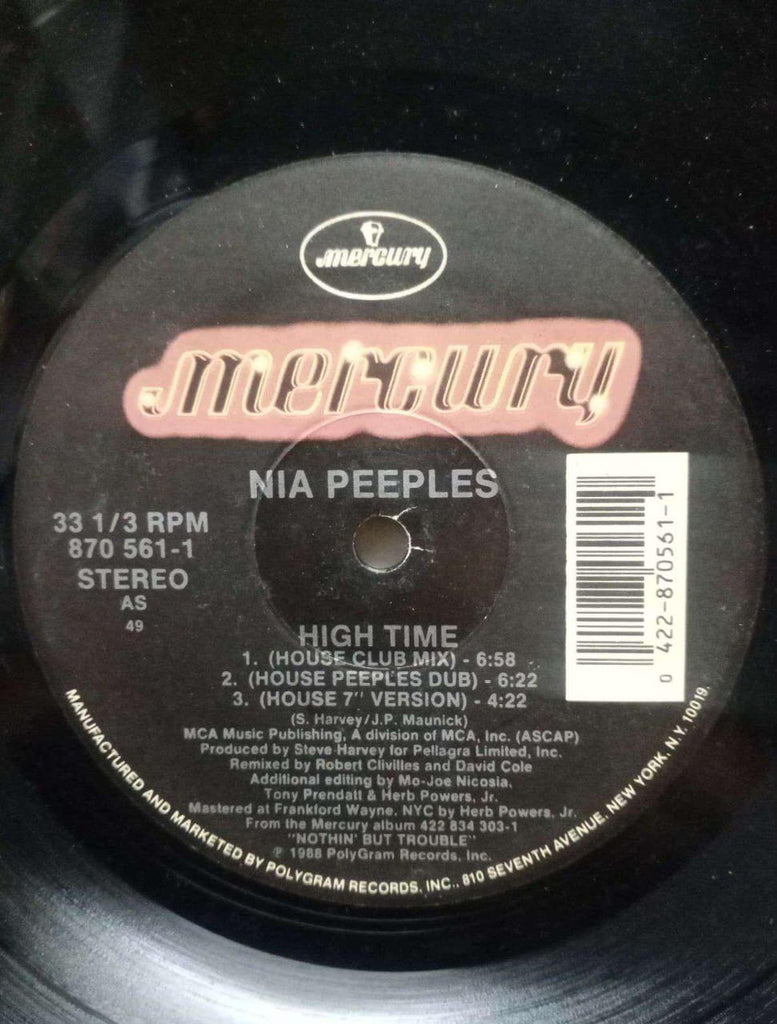 mercury
mercury
NIA PEEPLES
33 1/3 RPM
870 561-1
STEREO
AS
49
0 422-870561-1
HIGH TIME
1. (HOUSE CLUB MIX) - 6:58
2. (HOUSE PEEPLES DUB) - 6:22
3. (HOUSE 7" VERSION) - 4:22
(S. Harvey/J.P. Maunick)
MCA Music Publishing, A division of MCA, Inc. (ASCAP)
Produced by Steve Harvey for Pellagra Limited, Inc.
Remixed by Robert Clivilles and David Cole
Additional editing by Mo-Joe Nicosia,
Tony Prendatt & Herb Powers, Jr.
Mastered at Frankford Wayne, NYC by Herb Powers, Jr.
From the Mercury album 422 834 303-1
"NOTHIN' BUT TROUBLE"
℗ 1988 PolyGram Records, Inc.
MANUFACTURED AND MARKETED BY POLYGRAM RECORDS, INC., 810 SEVENTH AVENUE, NEW YORK, N.Y. 10019.